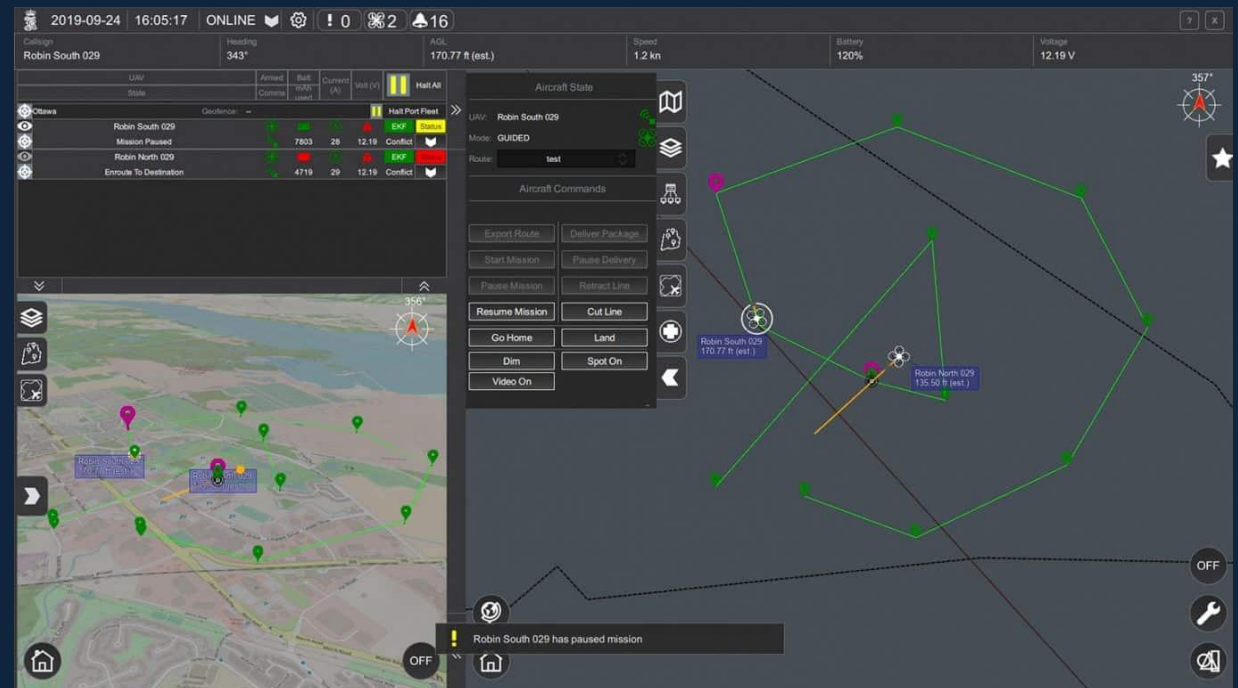 2019-09-24 16:05:17 ONLINE ! 0 2 16 ? X
Callsign Heading AGL Speed Battery Voltage
Robin South 029 343° 170.77 ft (est.) 1.2 kn 120% 12.19 V
UAV Armed Batt Current (A) Volt (V) Halt All
State Comms mAh used
Ottawa Geofence: -- Halt Port Fleet
Robin South 029 EKF Status
Mission Paused 7803 28 12.19 Conflict
Robin North 029 EKF Status
Enroute To Destination 4719 29 12.19 Conflict
Aircraft State
UAV: Robin South 029
Mode: GUIDED
Route: test
Aircraft Commands
Export Route Deliver Package
Start Mission Pause Delivery
Pause Mission Retract Line
Resume Mission Cut Line
Go Home Land
Dim Spot On
Video On
356°
OFF
357°
Robin South 029
170.77 ft (est.)
Robin North 029
135.50 ft (est.)
OFF
! Robin South 029 has paused mission